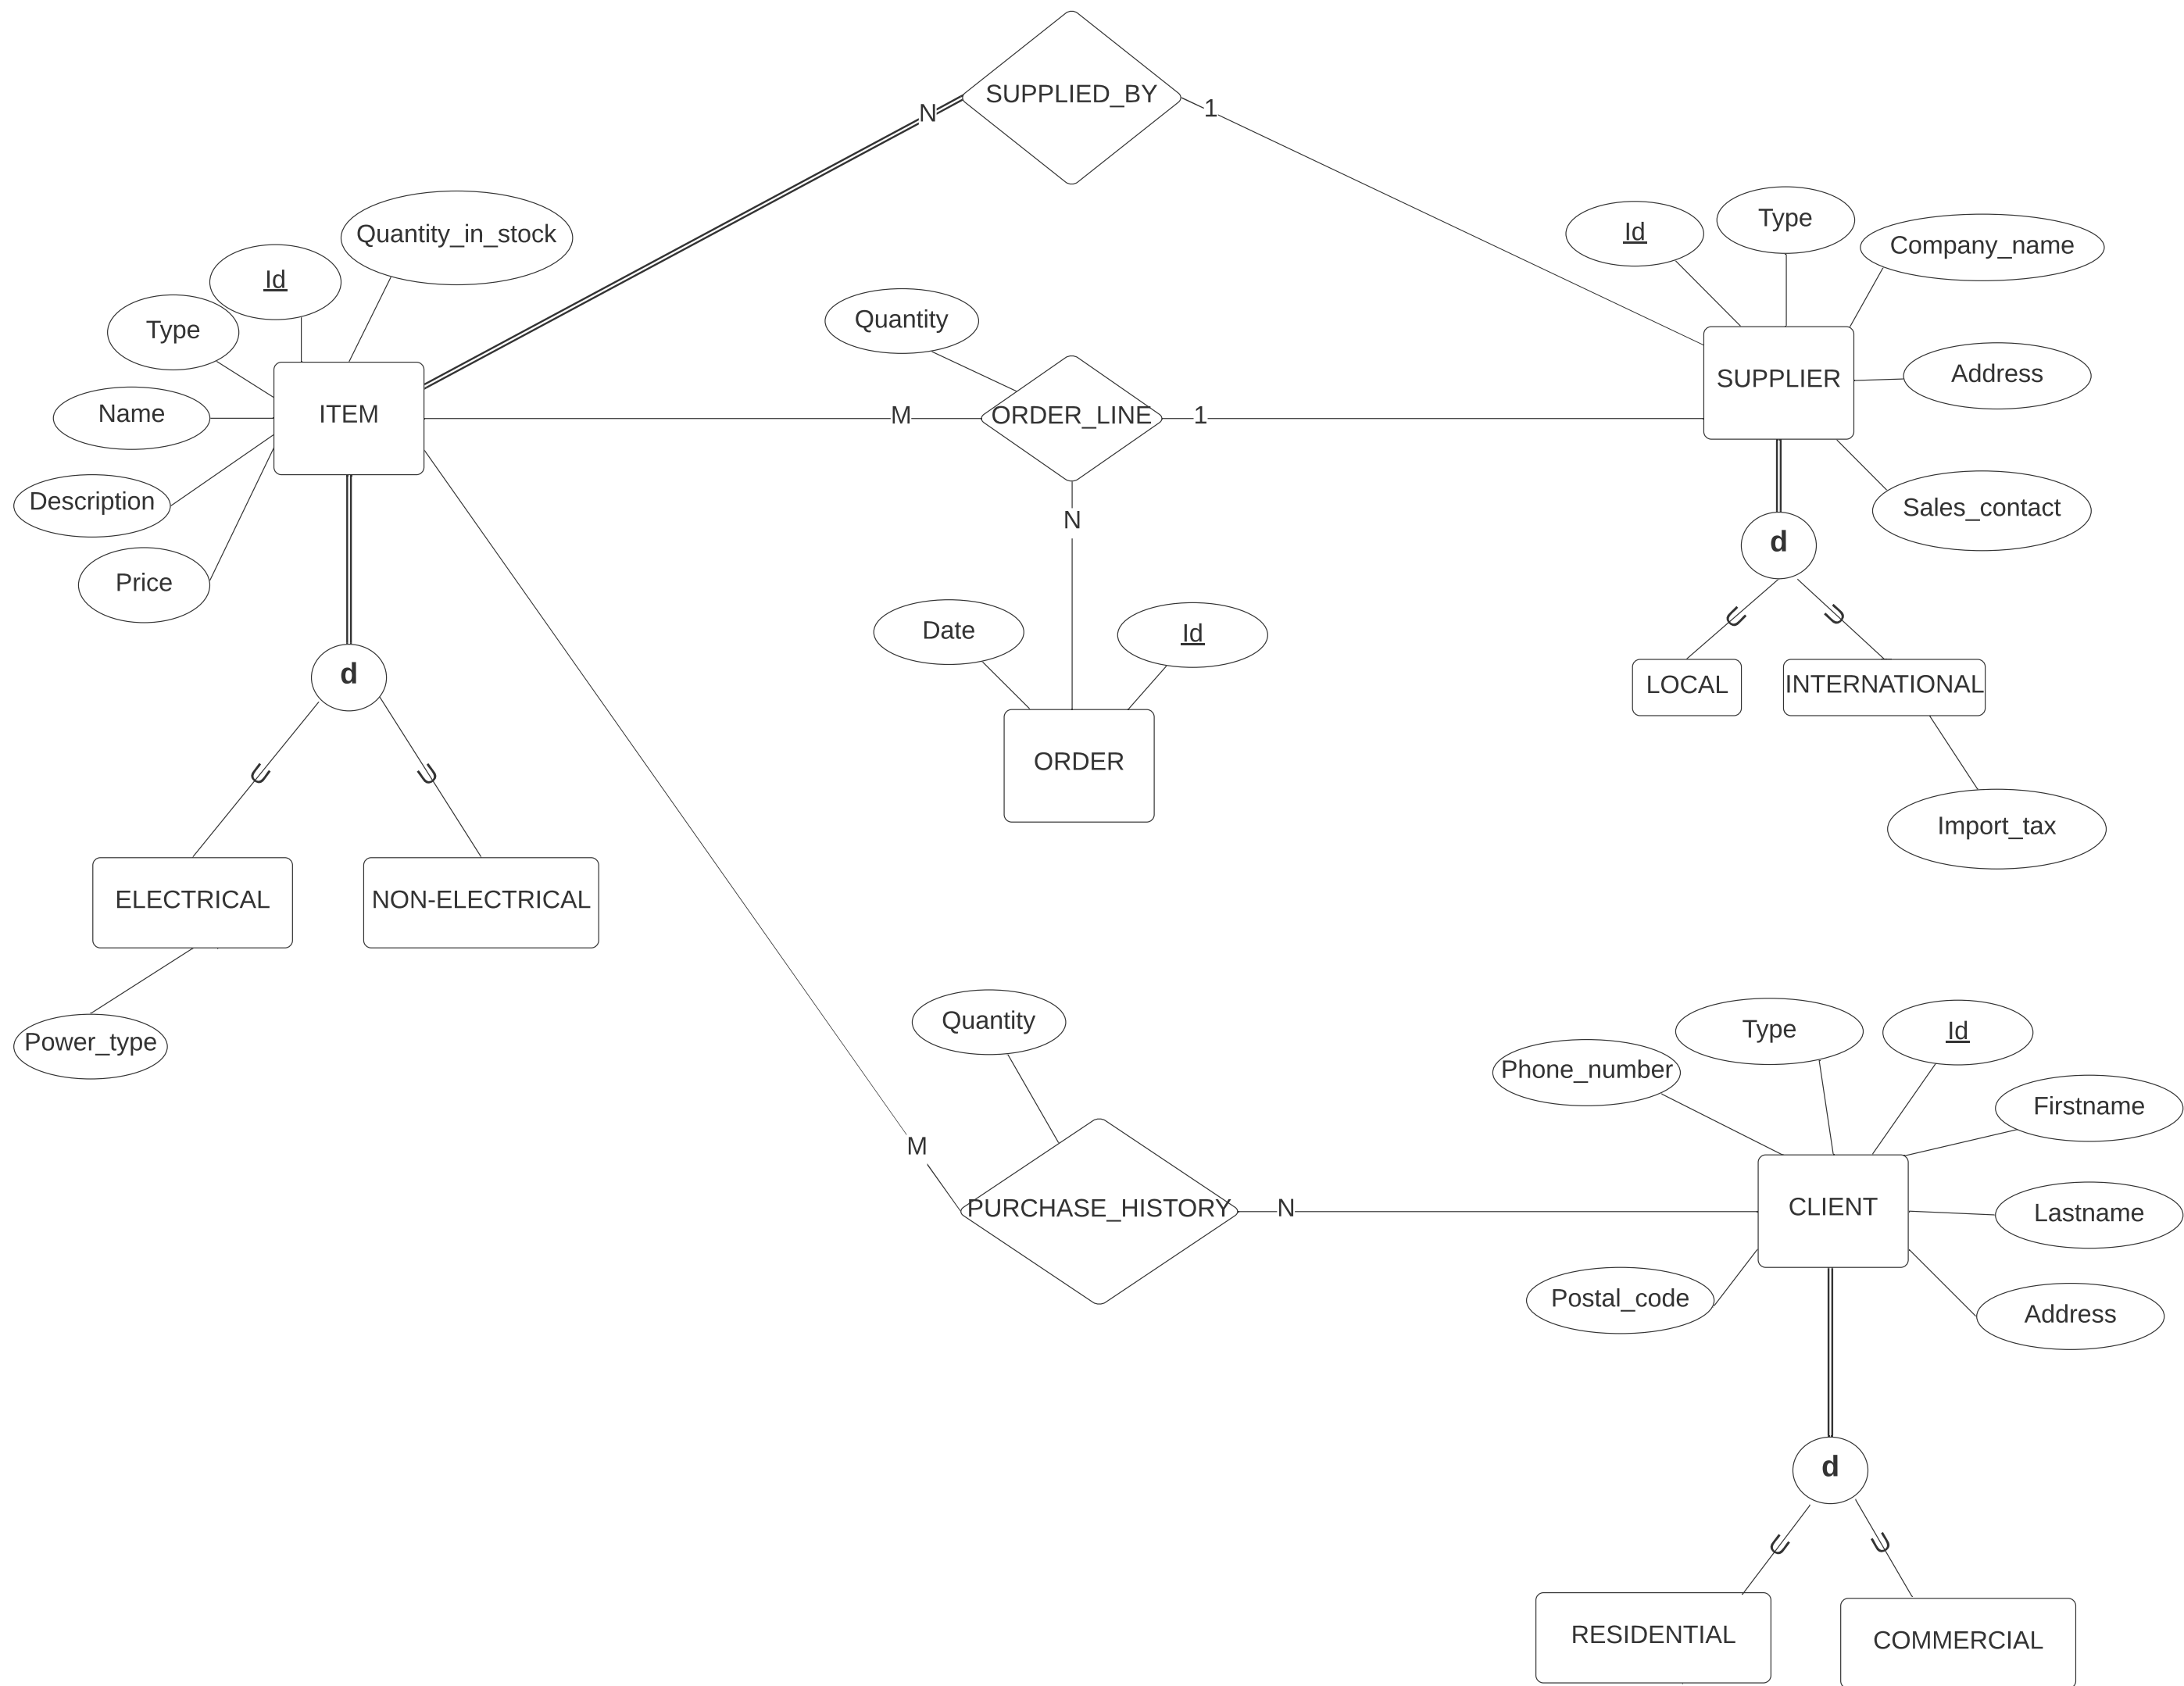 SUPPLIED_BY
N
1
Quantity_in_stock
Id
Type
Name
Description
Price
ITEM
Quantity
M
ORDER_LINE
1
N
Id
Type
Company_name
SUPPLIER
Address
Sales_contact
d
LOCAL
INTERNATIONAL
Import_tax
Date
Id
ORDER
d
ELECTRICAL
NON-ELECTRICAL
Power_type
Quantity
M
PURCHASE_HISTORY
N
Phone_number
Type
Id
Firstname
CLIENT
Lastname
Postal_code
Address
d
RESIDENTIAL
COMMERCIAL